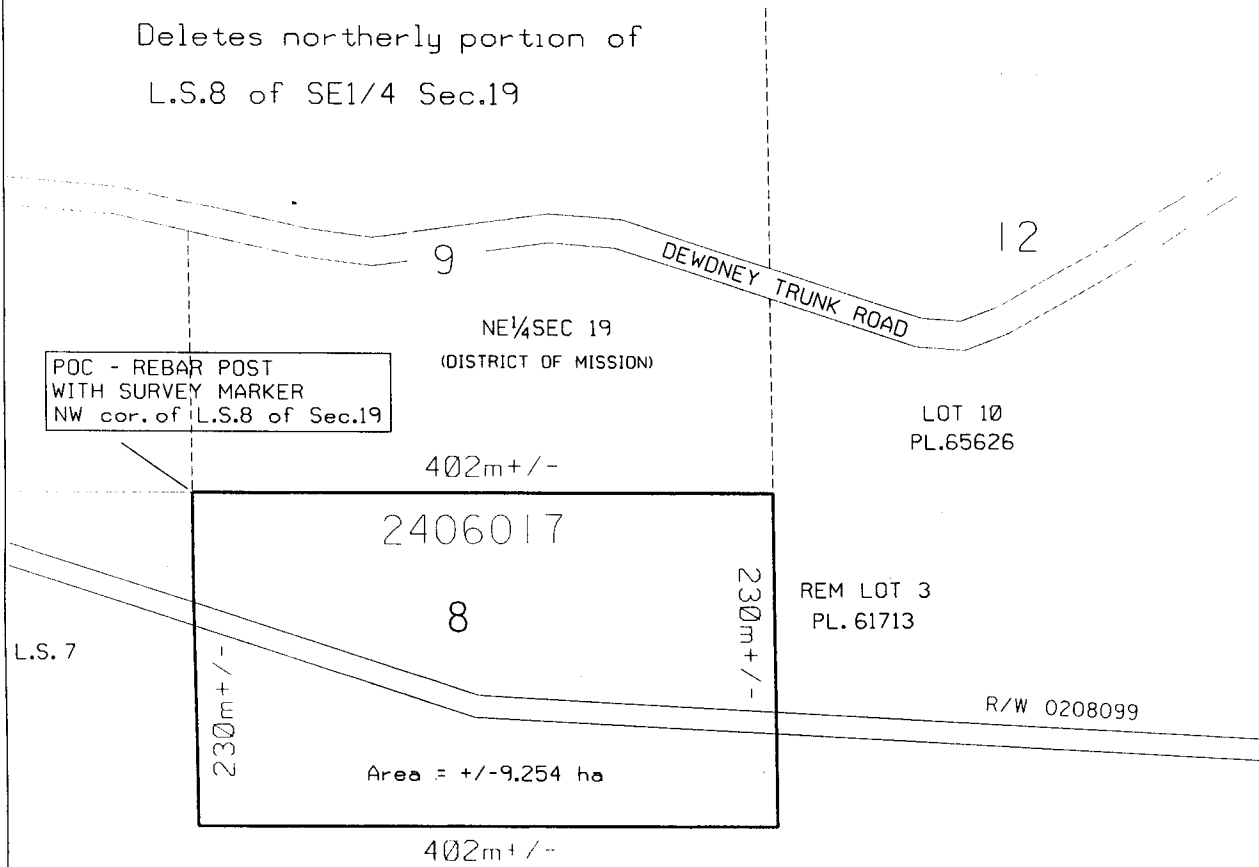 Deletes northerly portion of
L.S.8 of SE1/4 Sec.19
12
9
DEWDNEY TRUNK ROAD
NE1/4SEC 19
(DISTRICT OF MISSION)
POC - REBAR POST
WITH SURVEY MARKER
NW cor. of L.S.8 of Sec.19
LOT 10
PL.65626
402m+/-
2406017
230m+/-
REM LOT 3
PL.61713
8
L.S. 7
230m+/-
R/W 0208099
Area = +/-9.254 ha
402m+/-